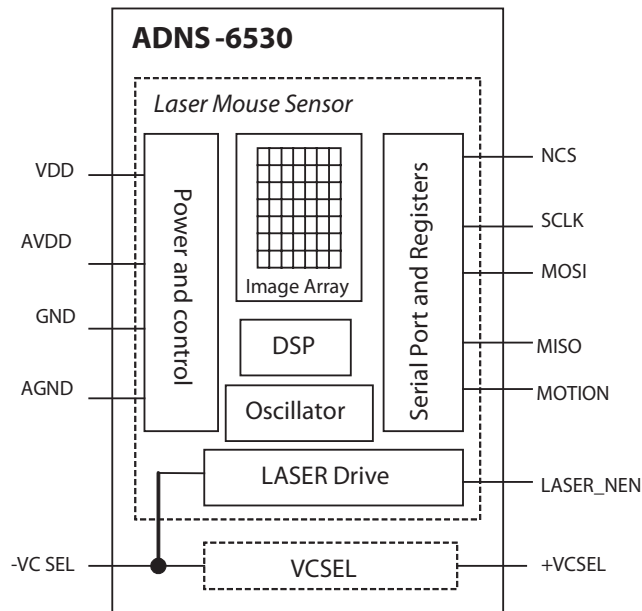 ADNS -6530
Laser Mouse Sensor
VDD
AVDD
GND
AGND
Power and control
Image Array
DSP
Oscillator
Serial Port and Registers
NCS
SCLK
MOSI
MISO
MOTION
LASER Drive
LASER_NEN
-VC SEL
VCSEL
+VCSEL